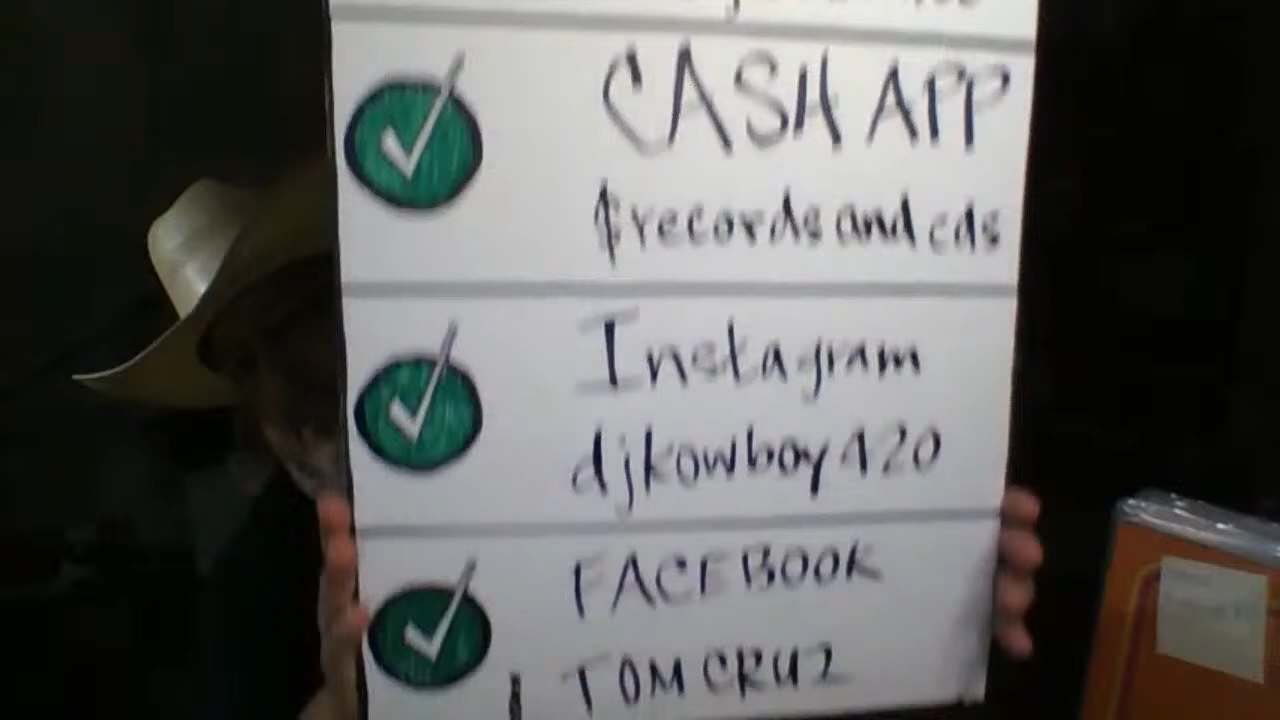 CASH APP
$recordsandcds
Instagram
djkowboy420
FACEBOOK
TOM CRUZ